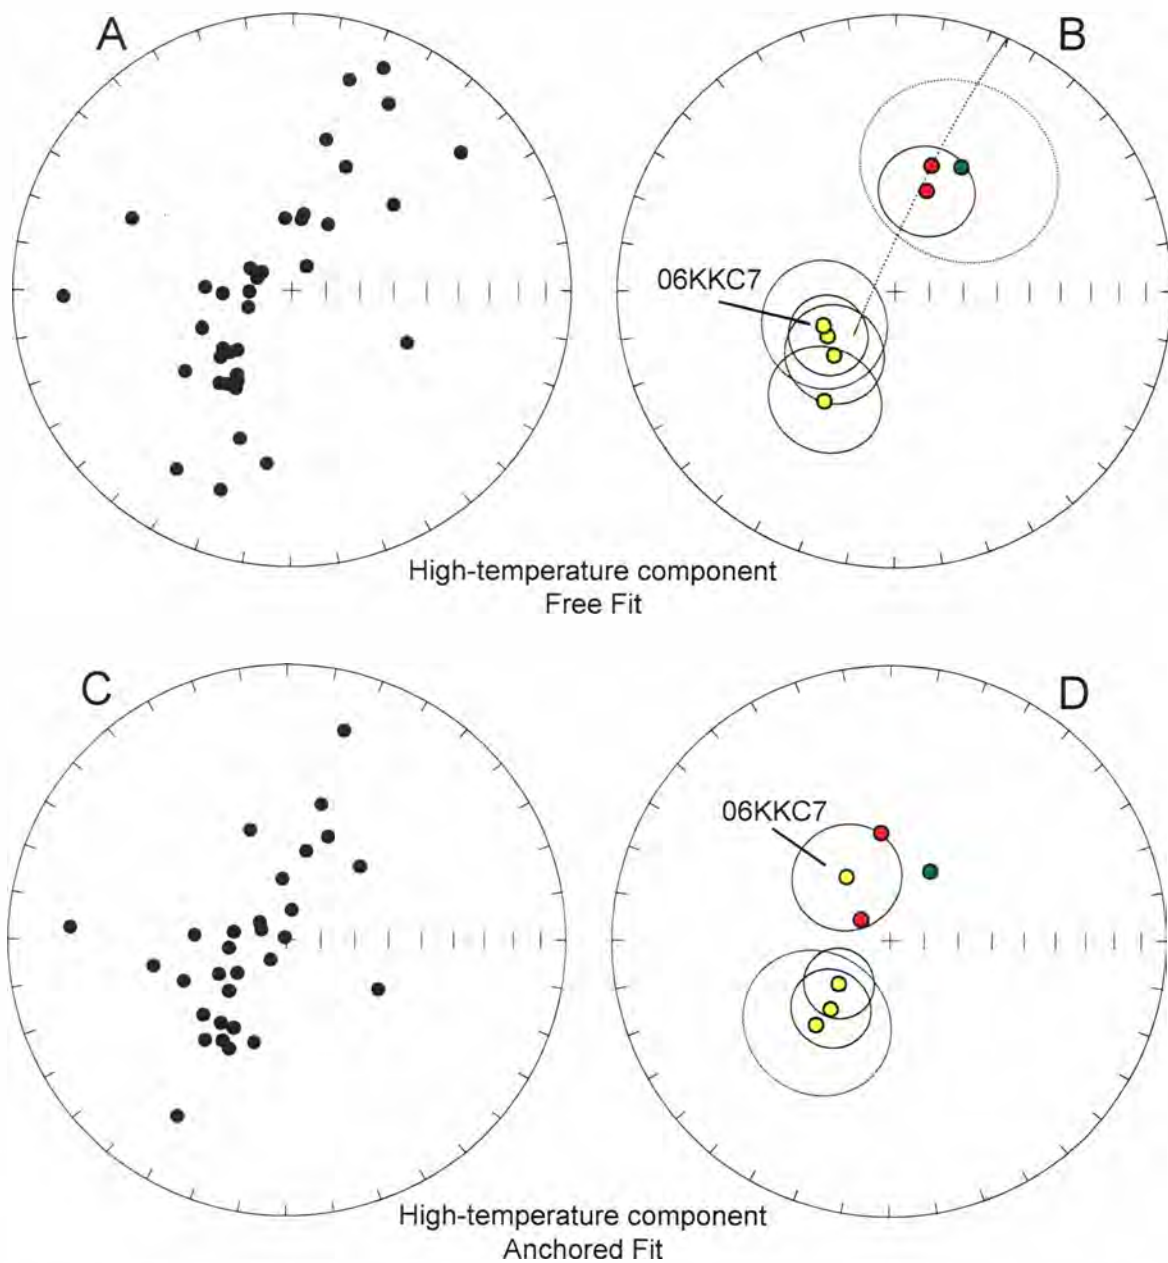 A
B
06KKC7
High-temperature component
Free Fit
C
D
06KKC7
High-temperature component
Anchored Fit